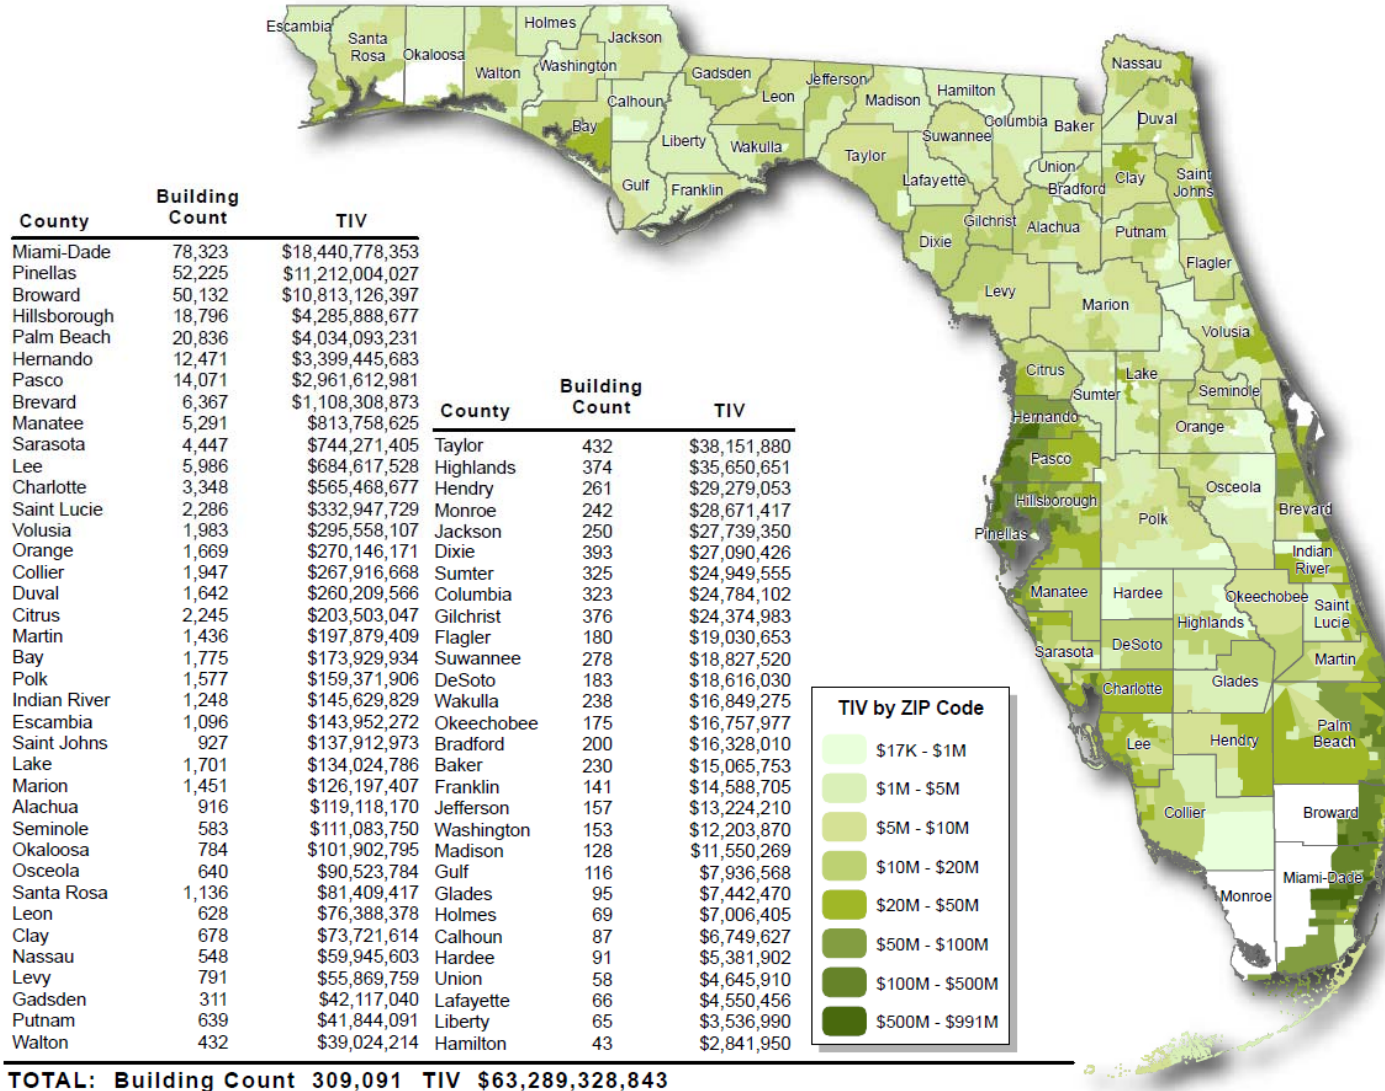 County Building Count TIV
Miami-Dade 78,323 $18,440,778,353
Pinellas 52,225 $11,212,004,027
Broward 50,132 $10,813,126,397
Hillsborough 18,796 $4,285,888,677
Palm Beach 20,836 $4,034,093,231
Hernando 12,471 $3,399,445,683
Pasco 14,071 $2,961,612,981
Brevard 6,367 $1,108,308,873
Manatee 5,291 $813,758,625
Sarasota 4,447 $744,271,405
Lee 5,986 $684,617,528
Charlotte 3,348 $565,468,677
Saint Lucie 2,286 $332,947,729
Volusia 1,983 $295,558,107
Orange 1,669 $270,146,171
Collier 1,947 $267,916,668
Duval 1,642 $260,209,566
Citrus 2,245 $203,503,047
Martin 1,436 $197,879,409
Bay 1,775 $173,929,934
Polk 1,577 $159,371,906
Indian River 1,248 $145,629,829
Escambia 1,096 $143,952,272
Saint Johns 927 $137,912,973
Lake 1,701 $134,024,786
Marion 1,451 $126,197,407
Alachua 916 $119,118,170
Seminole 583 $111,083,750
Okaloosa 784 $101,902,795
Osceola 640 $90,523,784
Santa Rosa 1,136 $81,409,417
Leon 628 $76,388,378
Clay 678 $73,721,614
Nassau 548 $59,945,603
Levy 791 $55,869,759
Gadsden 311 $42,117,040
Putnam 639 $41,844,091
Walton 432 $39,024,214
County Building Count TIV
Taylor 432 $38,151,880
Highlands 374 $35,650,651
Hendry 261 $29,279,053
Monroe 242 $28,671,417
Jackson 250 $27,739,350
Dixie 393 $27,090,426
Sumter 325 $24,949,555
Columbia 323 $24,784,102
Gilchrist 376 $24,374,983
Flagler 180 $19,030,653
Suwannee 278 $18,827,520
DeSoto 183 $18,616,030
Wakulla 238 $16,849,275
Okeechobee 175 $16,757,977
Bradford 200 $16,328,010
Baker 230 $15,065,753
Franklin 141 $14,588,705
Jefferson 157 $13,224,210
Washington 153 $12,203,870
Madison 128 $11,550,269
Gulf 116 $7,936,568
Glades 95 $7,442,470
Holmes 69 $7,006,405
Calhoun 87 $6,749,627
Hardee 91 $5,381,902
Union 58 $4,645,910
Lafayette 66 $4,550,456
Liberty 65 $3,536,990
Hamilton 43 $2,841,950
TOTAL: Building Count 309,091 TIV $63,289,328,843
TIV by ZIP Code
$17K - $1M
$1M - $5M
$5M - $10M
$10M - $20M
$20M - $50M
$50M - $100M
$100M - $500M
$500M - $991M
Escambia
Santa
Rosa
Okaloosa
Walton
Holmes
Washington
Jackson
Bay
Calhoun
Gulf
Liberty
Franklin
Gadsden
Leon
Wakulla
Jefferson
Madison
Taylor
Hamilton
Suwannee
Lafayette
Columbia
Baker
Nassau
Duval
Union
Bradford
Clay
Saint
Johns
Dixie
Gilchrist
Alachua
Putnam
Flagler
Levy
Marion
Volusia
Citrus
Sumter
Lake
Seminole
Hernando
Orange
Pasco
Osceola
Hillsborough
Polk
Brevard
Pinellas
Indian
River
Manatee
Hardee
Okeechobee
Saint
Lucie
Highlands
Sarasota
DeSoto
Martin
Charlotte
Glades
Lee
Hendry
Palm
Beach
Collier
Broward
Miami-Dade
Monroe